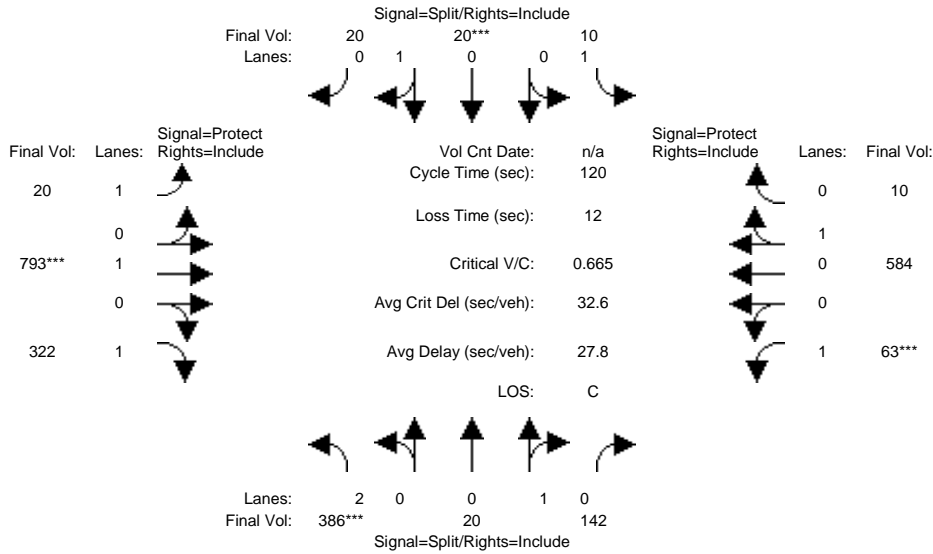 Signal=Split/Rights=Include
Final Vol: 20 20*** 10
Lanes: 0 1 0 0 1
Signal=Protect Signal=Protect
Final Vol: Lanes: Rights=Include Vol Cnt Date: n/a Rights=Include Lanes: Final Vol:
Cycle Time (sec): 120
20 1 0 10
Loss Time (sec): 12
0 1
793*** 1 Critical V/C: 0.665 0 584
0 Avg Crit Del (sec/veh): 32.6 0
322 1 Avg Delay (sec/veh): 27.8 1 63***
LOS: C
Lanes: 2 0 0 1 0
Final Vol: 386*** 20 142
Signal=Split/Rights=Include